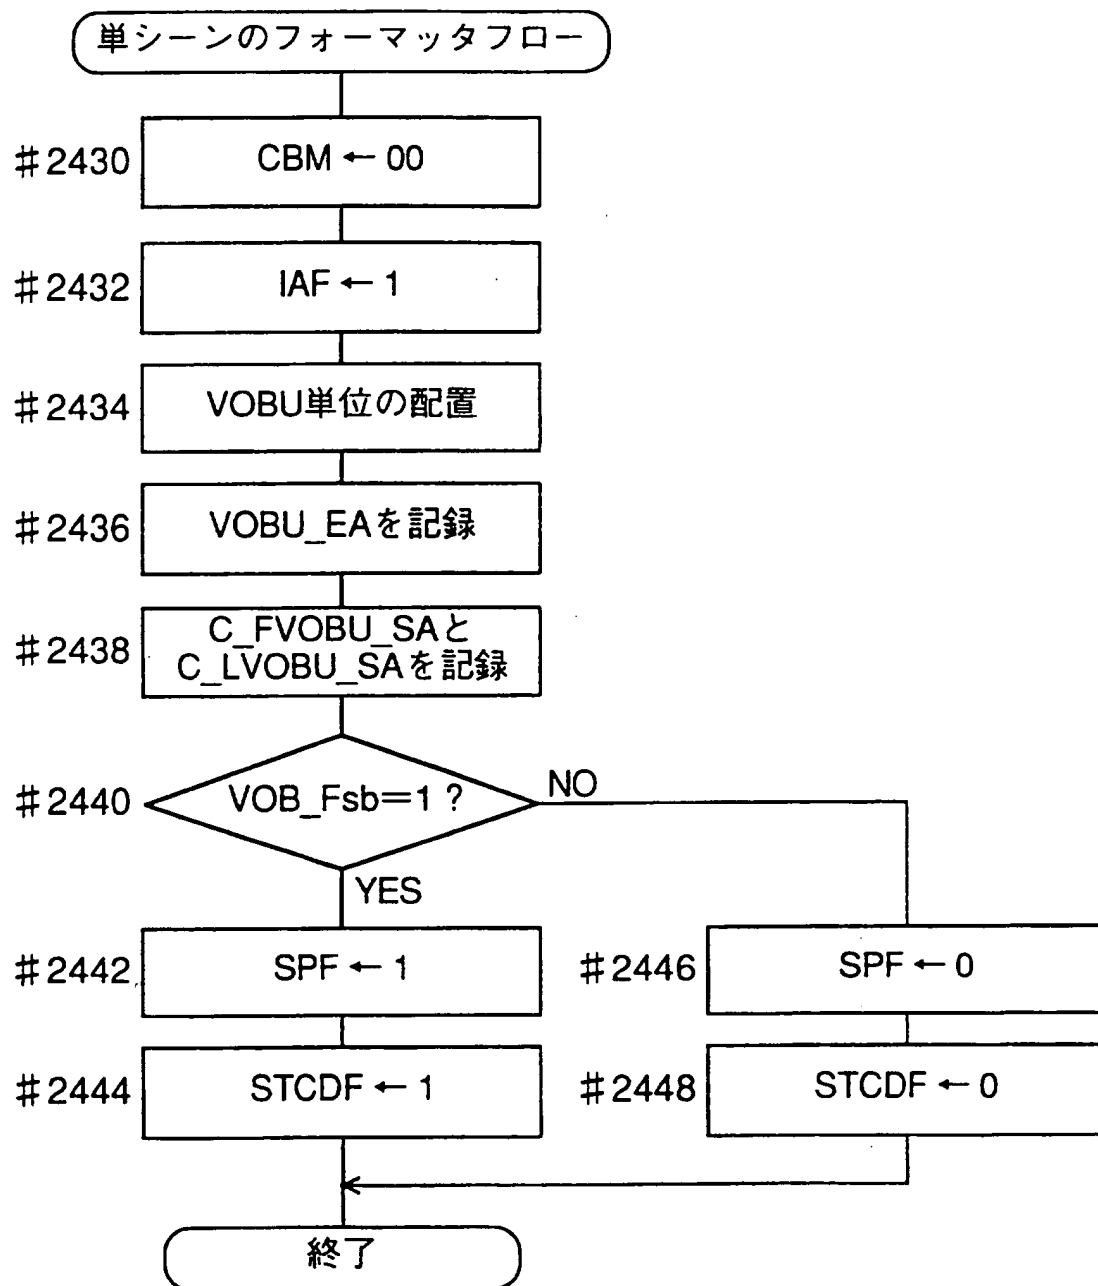 単シーンのフォーマッタフロー
#2430
CBM ← 00
#2432
IAF ← 1
#2434
VOBU単位の配置
#2436
VOBU_EAを記録
#2438
C_FVOBU_SAと
C_LVOBU_SAを記録
#2440
VOB_Fsb=1 ?
NO
YES
#2442
SPF ← 1
#2446
SPF ← 0
#2444
STCDF ← 1
#2448
STCDF ← 0
終了